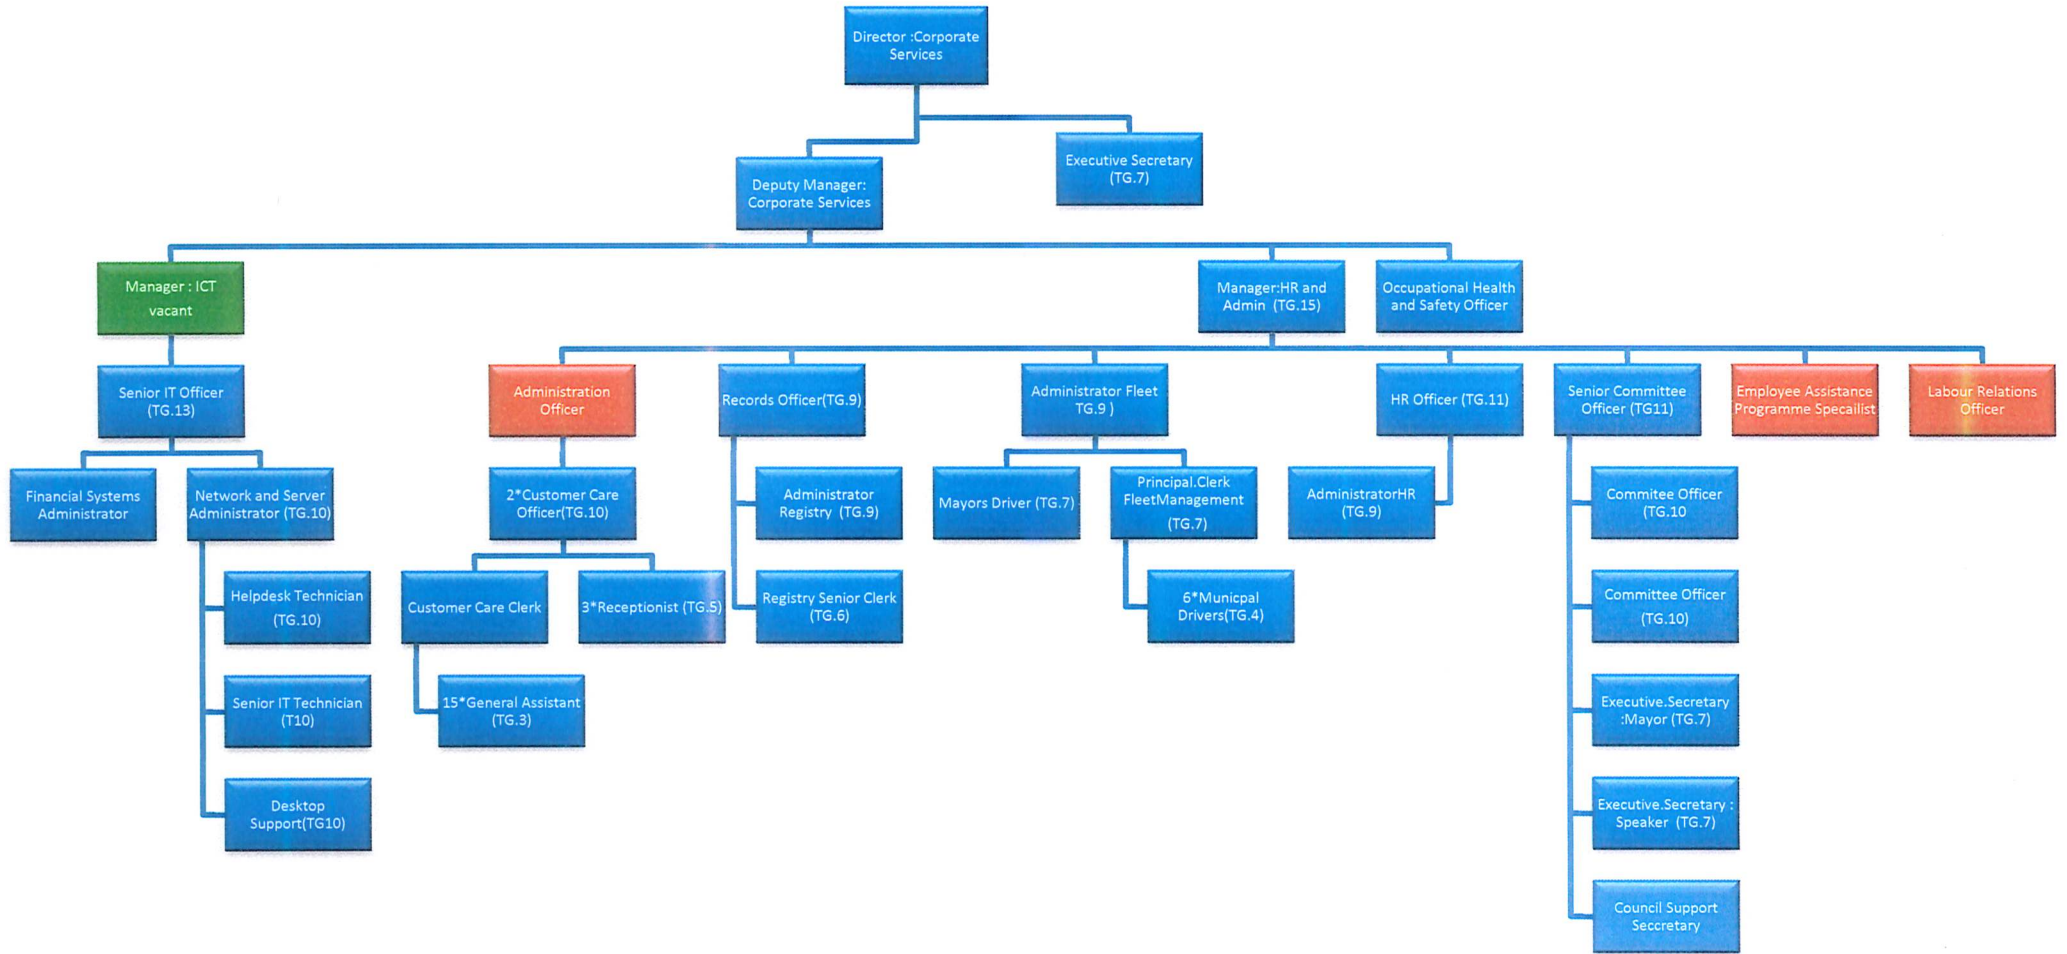 Director :Corporate
Services
Executive Secretary
(TG.7)
Deputy Manager:
Corporate Services
Manager : ICT
vacant
Manager:HR and
Admin (TG.15)
Occupational Health
and Safety Officer
Senior IT Officer
(TG.13)
Administration
Officer
Records Officer(TG.9)
Administrator Fleet
TG.9 )
HR Officer (TG.11)
Senior Committee
Officer (TG11)
Employee Assistance
Programme Specailist
Labour Relations
Officer
Financial Systems
Administrator
Network and Server
Administrator (TG.10)
2*Customer Care
Officer(TG.10)
Administrator
Registry (TG.9)
Mayors Driver (TG.7)
Principal.Clerk
FleetManagement
(TG.7)
AdministratorHR
(TG.9)
Commitee Officer
(TG.10
Helpdesk Technician
(TG.10)
Customer Care Clerk
3*Receptionist (TG.5)
Registry Senior Clerk
(TG.6)
6*Municpal
Drivers(TG.4)
Committee Officer
(TG.10)
Senior IT Technician
(T10)
15*General Assistant
(TG.3)
Executive.Secretary
:Mayor (TG.7)
Desktop
Support(TG10)
Executive.Secretary :
Speaker (TG.7)
Council Support
Seccretary